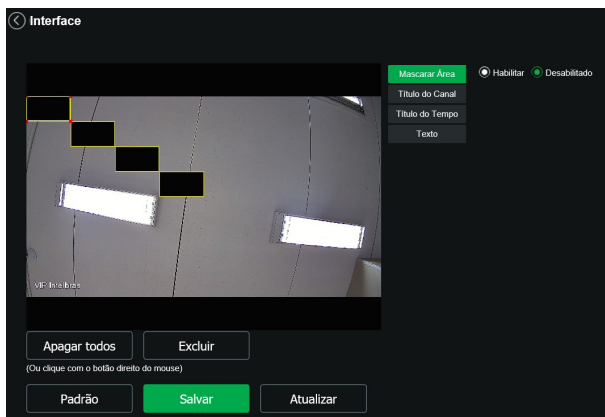 Interface
Mascarar Área
Habilitar
Desabilitado
Título do Canal
Título do Tempo
Texto
VIP Intelbras
Apagar todos
Excluir
(Ou clique com o botão direito do mouse)
Padrão
Salvar
Atualizar